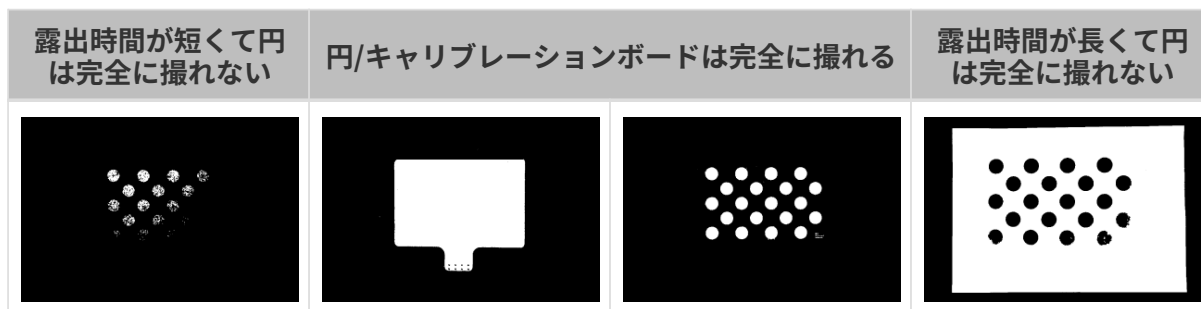 露出時間が短くて円
は完全に撮れない
円/キャリブレーションボードは完全に撮れる
露出時間が長くて円
は完全に撮れない